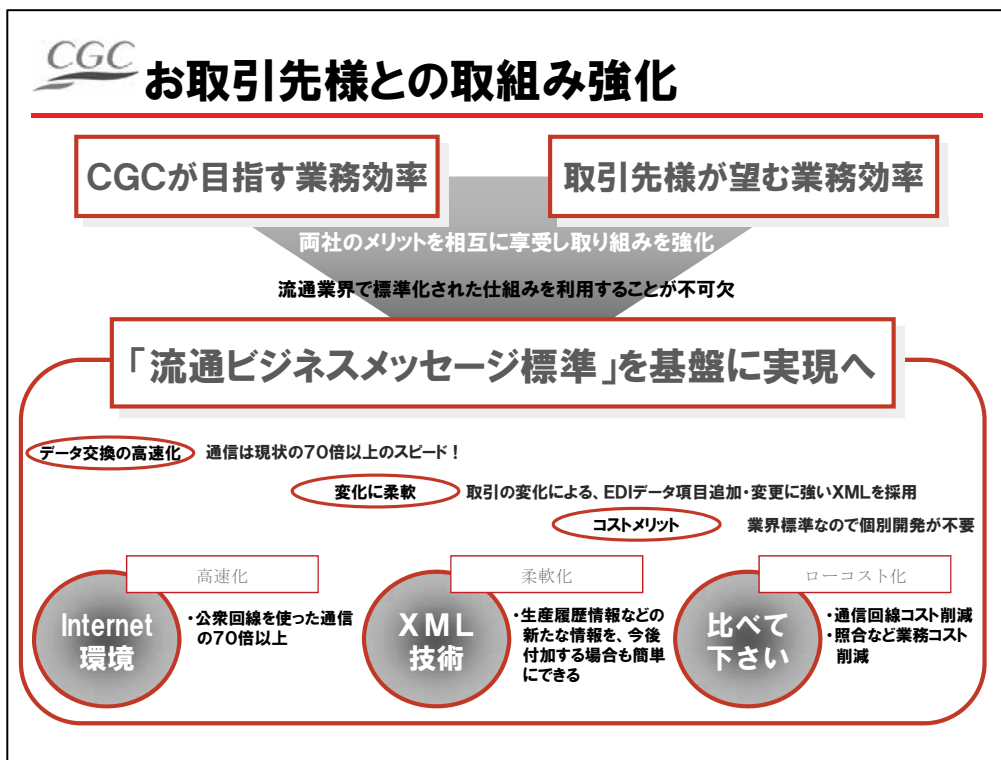 CGC
お取引先様との取組み強化
CGCが目指す業務効率
取引先様が望む業務効率
両社のメリットを相互に享受し取り組みを強化
流通業界で標準化された仕組みを利用することが不可欠
「流通ビジネスメッセージ標準」を基盤に実現へ
データ交換の高速化
通信は現状の70倍以上のスピード！
変化に柔軟
取引の変化による、EDIデータ項目追加・変更に強いXMLを採用
コストメリット
業界標準なので個別開発が不要
高速化
Internet
環境
・公衆回線を使った通信
の70倍以上
柔軟化
XML
技術
・生産履歴情報などの
新たな情報を、今後
付加する場合も簡単
にできる
ローコスト化
比べて
下さい
・通信回線コスト削減
・照合など業務コスト
削減